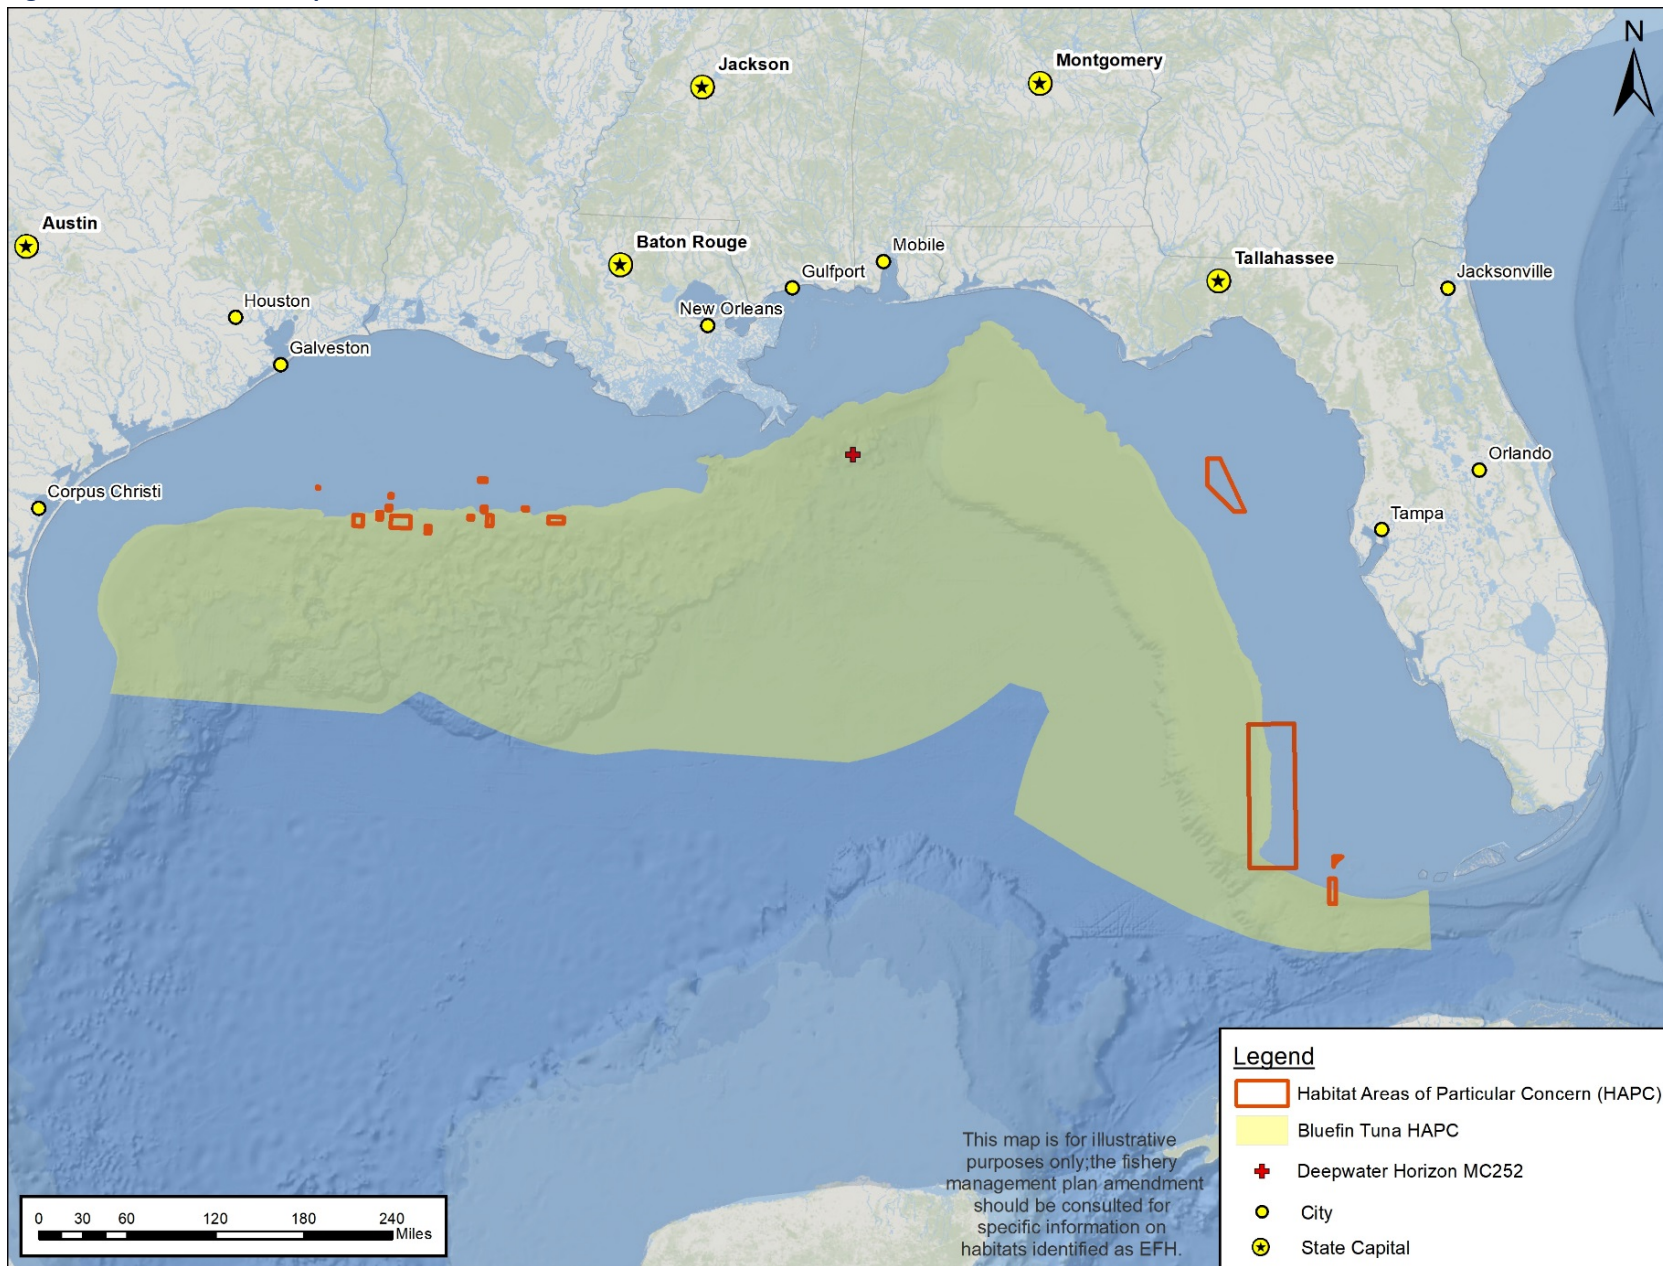 N
Jackson
Montgomery
Austin
Baton Rouge
Mobile
Gulfport
Tallahassee
Jacksonville
Houston
New Orleans
Galveston
Orlando
Corpus Christi
Tampa
Legend
Habitat Areas of Particular Concern (HAPC)
Bluefin Tuna HAPC
Deepwater Horizon MC252
City
State Capital
This map is for illustrative
purposes only;the fishery
management plan amendment
should be consulted for
specific information on
habitats identified as EFH.
0 30 60 120 180 240
Miles